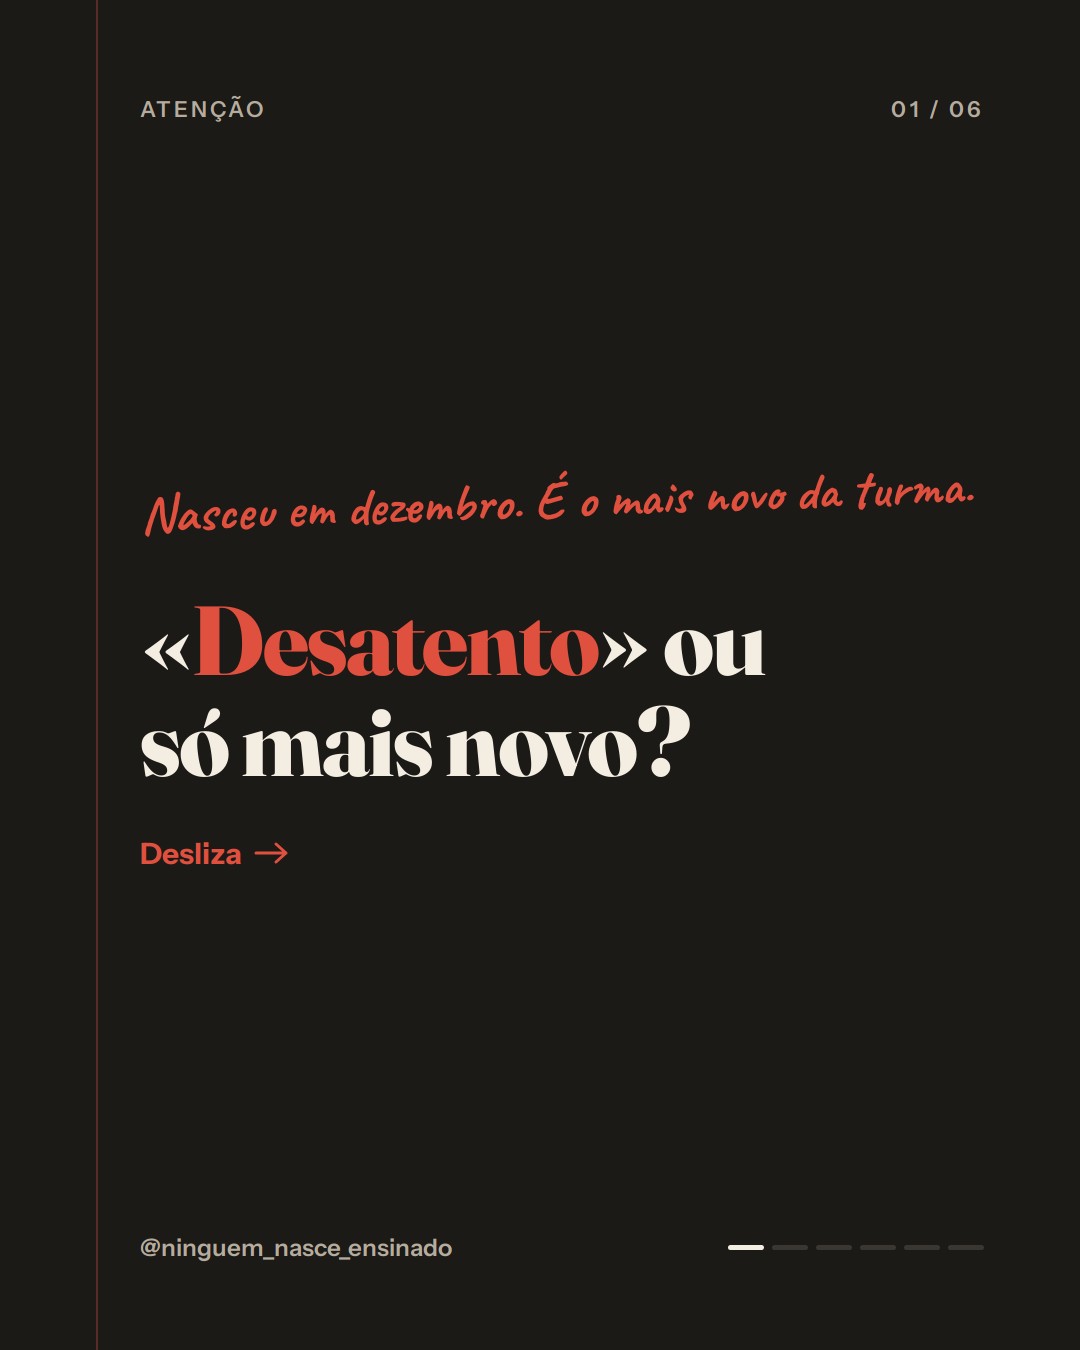 ATENÇÃO
01 / 06
Nasceu em dezembro. É o mais novo da turma.
«Desatento» ou
só mais novo?
Desliza →
@ninguem_nasce_ensinado